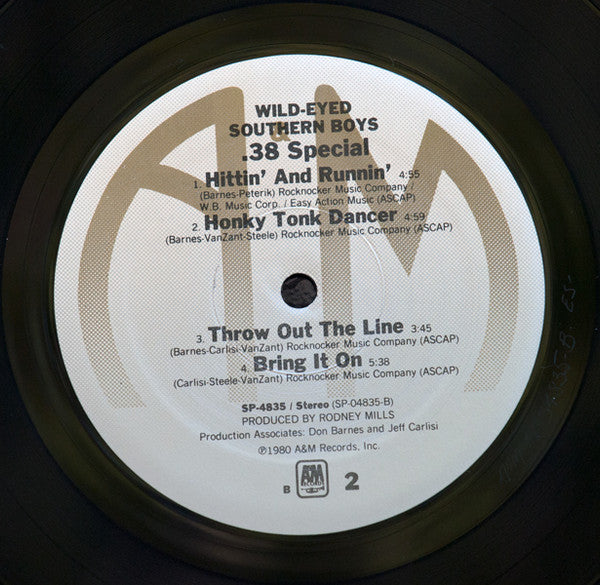 WILD-EYED
SOUTHERN BOYS
.38 Special
1. Hittin' And Runnin' 4:55
(Barnes-Peterik) Rocknocker Music Company /
W.B. Music Corp. / Easy Action Music (ASCAP)
2. Honky Tonk Dancer 4:59
(Barnes-VanZant-Steele) Rocknocker Music Company (ASCAP)
3. Throw Out The Line 3:45
(Barnes-Carlisi-VanZant) Rocknocker Music Company (ASCAP)
4. Bring It On 5:38
(Carlisi-Steele-VanZant) Rocknocker Music Company (ASCAP)
SP-4835 / Stereo (SP-04835-B)
PRODUCED BY RODNEY MILLS
Production Associates: Don Barnes and Jeff Carlisi
℗1980 A&M Records, Inc.
B A&M RECORDS 2
A&M